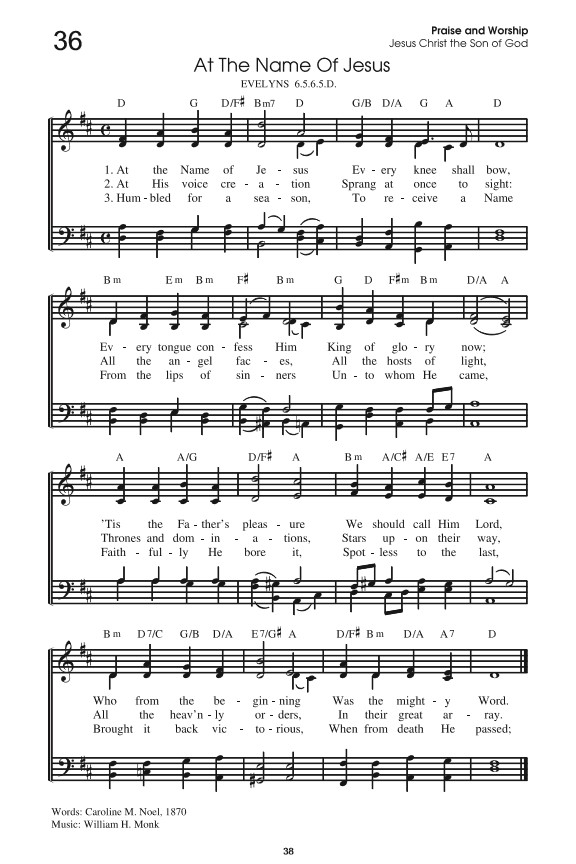 36
Praise and Worship
Jesus Christ the Son of God
At The Name Of Jesus
EVELYNS 6.5.6.5.D.
D G D/F♯ Bm7 D G/B D/A G A D
1. At the Name of Je - sus Ev - ery knee shall bow,
2. At His voice cre - a - tion Sprang at once to sight:
3. Hum - bled for a sea - son, To re - ceive a Name
Bm Em Bm F♯ Bm G D F♯m Bm D/A A
Ev - ery tongue con - fess Him King of glo - ry now;
All the an - gel fac - es, All the hosts of light,
From the lips of sin - ners Un - to whom He came,
A A/G D/F♯ A Bm A/C♯ A/E E7 A
'Tis the Fa - ther's pleas - ure We should call Him Lord,
Thrones and dom - in - a - tions, Stars up - on their way,
Faith - ful - ly He bore it, Spot - less to the last,
Bm D7/C G/B D/A E7/G♯ A D/F♯ Bm D/A A7 D
Who from the be - gin - ning Was the might - y Word.
All the heav'n - ly or - ders, In their great ar - ray.
Brought it back vic - to - rious, When from death He passed;
Words: Caroline M. Noel, 1870
Music: William H. Monk
38